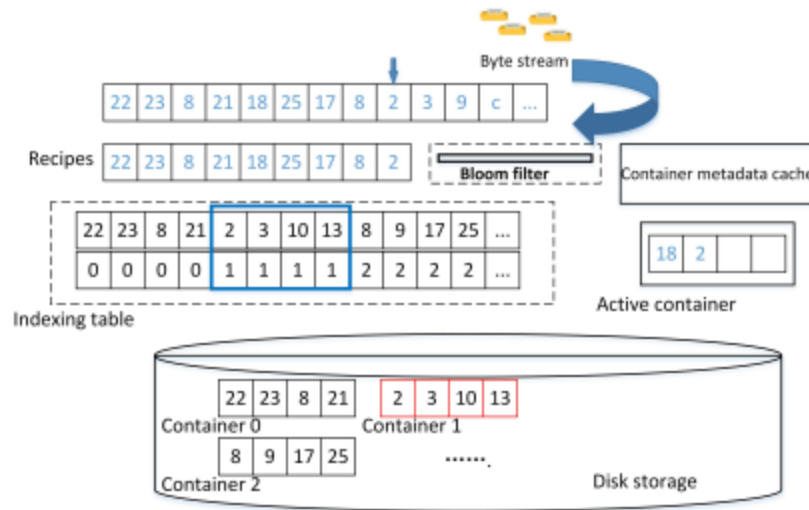 Byte stream
22 23 8 21 18 25 17 8 2 3 9 c ...
Recipes 22 23 8 21 18 25 17 8 2
Bloom filter
Container metadata cache
22 23 8 21 2 3 10 13 8 9 17 25 ...
0 0 0 0 1 1 1 1 2 2 2 2 ...
Indexing table
18 2
Active container
22 23 8 21
Container 0
2 3 10 13
Container 1
8 9 17 25
Container 2
.......
Disk storage